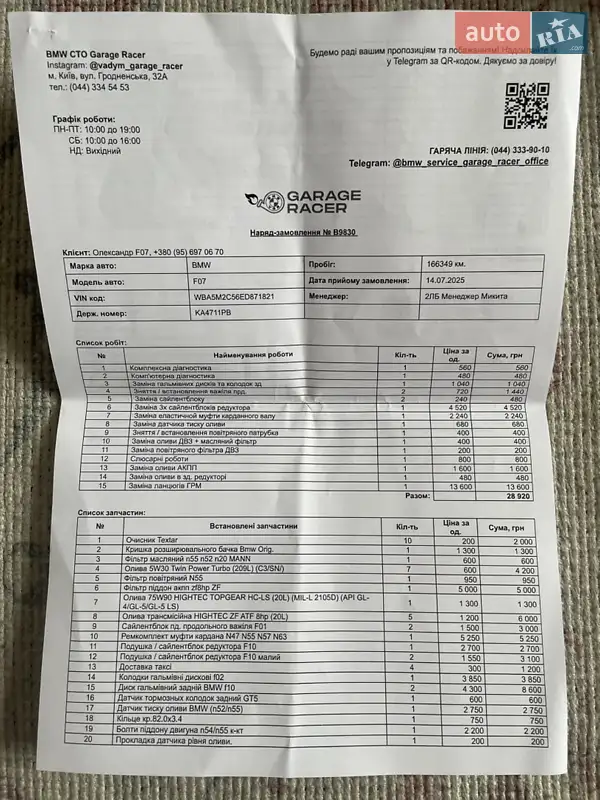 auto RIA .com
BMW СТО Garage Racer
Instagram: @vadym_garage_racer
м. Київ, вул. Гродненська, 32А
тел.: (044) 334 54 53
Будемо раді вашим пропозиціям та побажанням! Надсилайте їх
у Telegram за QR-кодом. Дякуємо за довіру!
Графік роботи:
ПН-ПТ: 10:00 до 19:00
СБ: 10:00 до 16:00
НД: Вихідний
ГАРЯЧА ЛІНІЯ: (044) 333-90-10
Telegram: @bmw_service_garage_racer_office
GARAGE
RACER
Наряд-замовлення № B9830
Клієнт: Олександр F07, +380 (95) 697 06 70
Марка авто: BMW Пробіг: 166349 км.
Модель авто: F07 Дата прийому замовлення: 14.07.2025
VIN код: WBA5M2C56ED871821 Менеджер: 2ЛБ Менеджер Микита
Держ. номер: KA4711PB
Список робіт:
№ Найменування роботи Кіл-ть Ціна за од. Сума, грн
1 Комплексна діагностика 1 560 560
2 Комп'ютерна діагностика 1 480 480
3 Заміна гальмівних дисків та колодок зд 1 1 040 1 040
4 Зняття / встановлення важіля прд. 2 720 1 440
5 Заміна сайлентблоку 2 240 480
6 Заміна 3х сайлентблоків редуктора 1 4 520 4 520
7 Заміна еластичной муфти карданного валу 1 2 240 2 240
8 Заміна датчика тиску оливи 1 680 680
9 Зняття / встановлення повітряного патрубка 1 400 400
10 Заміна оливи ДВЗ + масляний фільтр 1 400 400
11 Заміна повітряного фільтра ДВЗ 1 200 200
12 Слюсарні роботи 1 800 800
13 Заміна оливи АКПП 1 1 600 1 600
14 Заміна оливи в зд. редукторі 1 480 480
15 Заміна ланцюгів ГРМ 1 13 600 13 600
Разом: 28 920
Список запчастин:
№ Встановлені запчастини Кіл-ть Ціна за од. Сума, грн
1 Очисник Textar 10 200 2 000
2 Кришка розширювального бачка Bmw Orig. 1 1 300 1 300
3 Фільтр масляний n55 n52 n20 MANN 1 600 600
4 Олива 5W30 Twin Power Turbo (209L) (C3/SN/) 7 600 4 200
5 Фільтр повітряний N55 1 950 950
6 Фільтр піддон акпп zf8hp ZF 1 5 000 5 000
7 Олива 75W90 HIGHTEC TOPGEAR HC-LS (20L) (MIL-L 2105D) (API GL-
4/GL-5/GL-5 LS) 1 1 300 1 300
8 Олива трансмісійна HIGHTEC ZF ATF 8hp (20L) 5 1 200 6 000
9 Сайлентблок пд. продольного важеля F01 2 1 500 3 000
10 Ремкомплект муфти кардана N47 N55 N57 N63 1 5 250 5 250
11 Подушка / сайлентблок редуктора F10 1 2 700 2 700
12 Подушка / сайлентблок редуктора F10 малий 2 1 550 3 100
13 Доставка таксі 4 300 1 200
14 Колодки гальмівні дискові f02 1 3 850 3 850
15 Диск гальмівний задній BMW f10 2 4 300 8 600
16 Датчик тормозних колодок задний GT5 1 600 600
17 Датчик тиску оливи BMW (n52/n55) 1 2 750 2 750
18 Кільце кр.82.0x3.4 1 750 750
19 Болти піддону двигуна n54/n55 к-кт 1 2 200 2 200
20 Прокладка датчика рівня оливи. 1 200 200